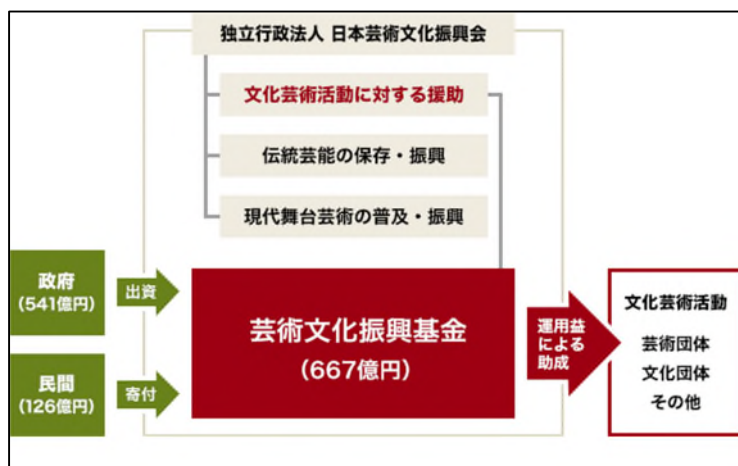 独立行政法人 日本芸術文化振興会
文化芸術活動に対する援助
伝統芸能の保存・振興
現代舞台芸術の普及・振興
政府
(541億円)
出資
民間
(126億円)
寄付
芸術文化振興基金
(667億円)
運用益
による
助成
文化芸術活動
芸術団体
文化団体
その他